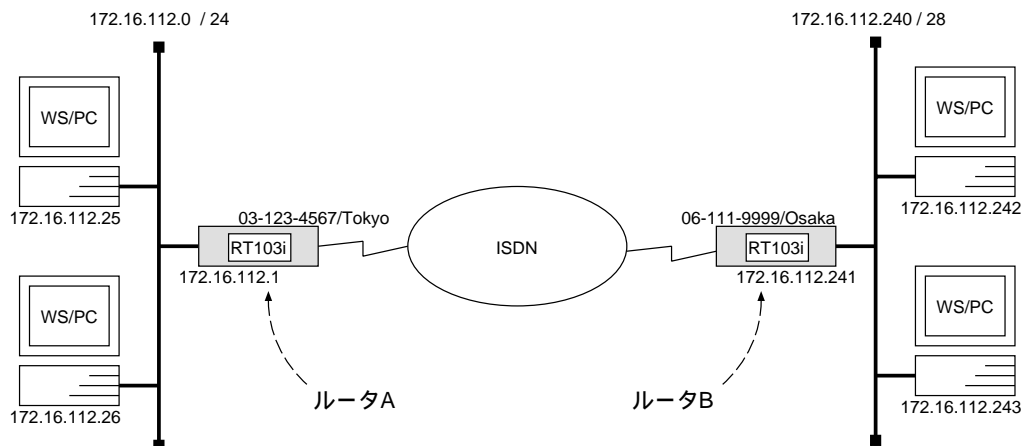 172.16.112.0 / 24
172.16.112.240 / 28
WS/PC
172.16.112.25
WS/PC
172.16.112.242
03-123-4567/Tokyo
RT103i
172.16.112.1
ISDN
06-111-9999/Osaka
RT103i
172.16.112.241
WS/PC
172.16.112.26
WS/PC
172.16.112.243
ルータA
ルータB